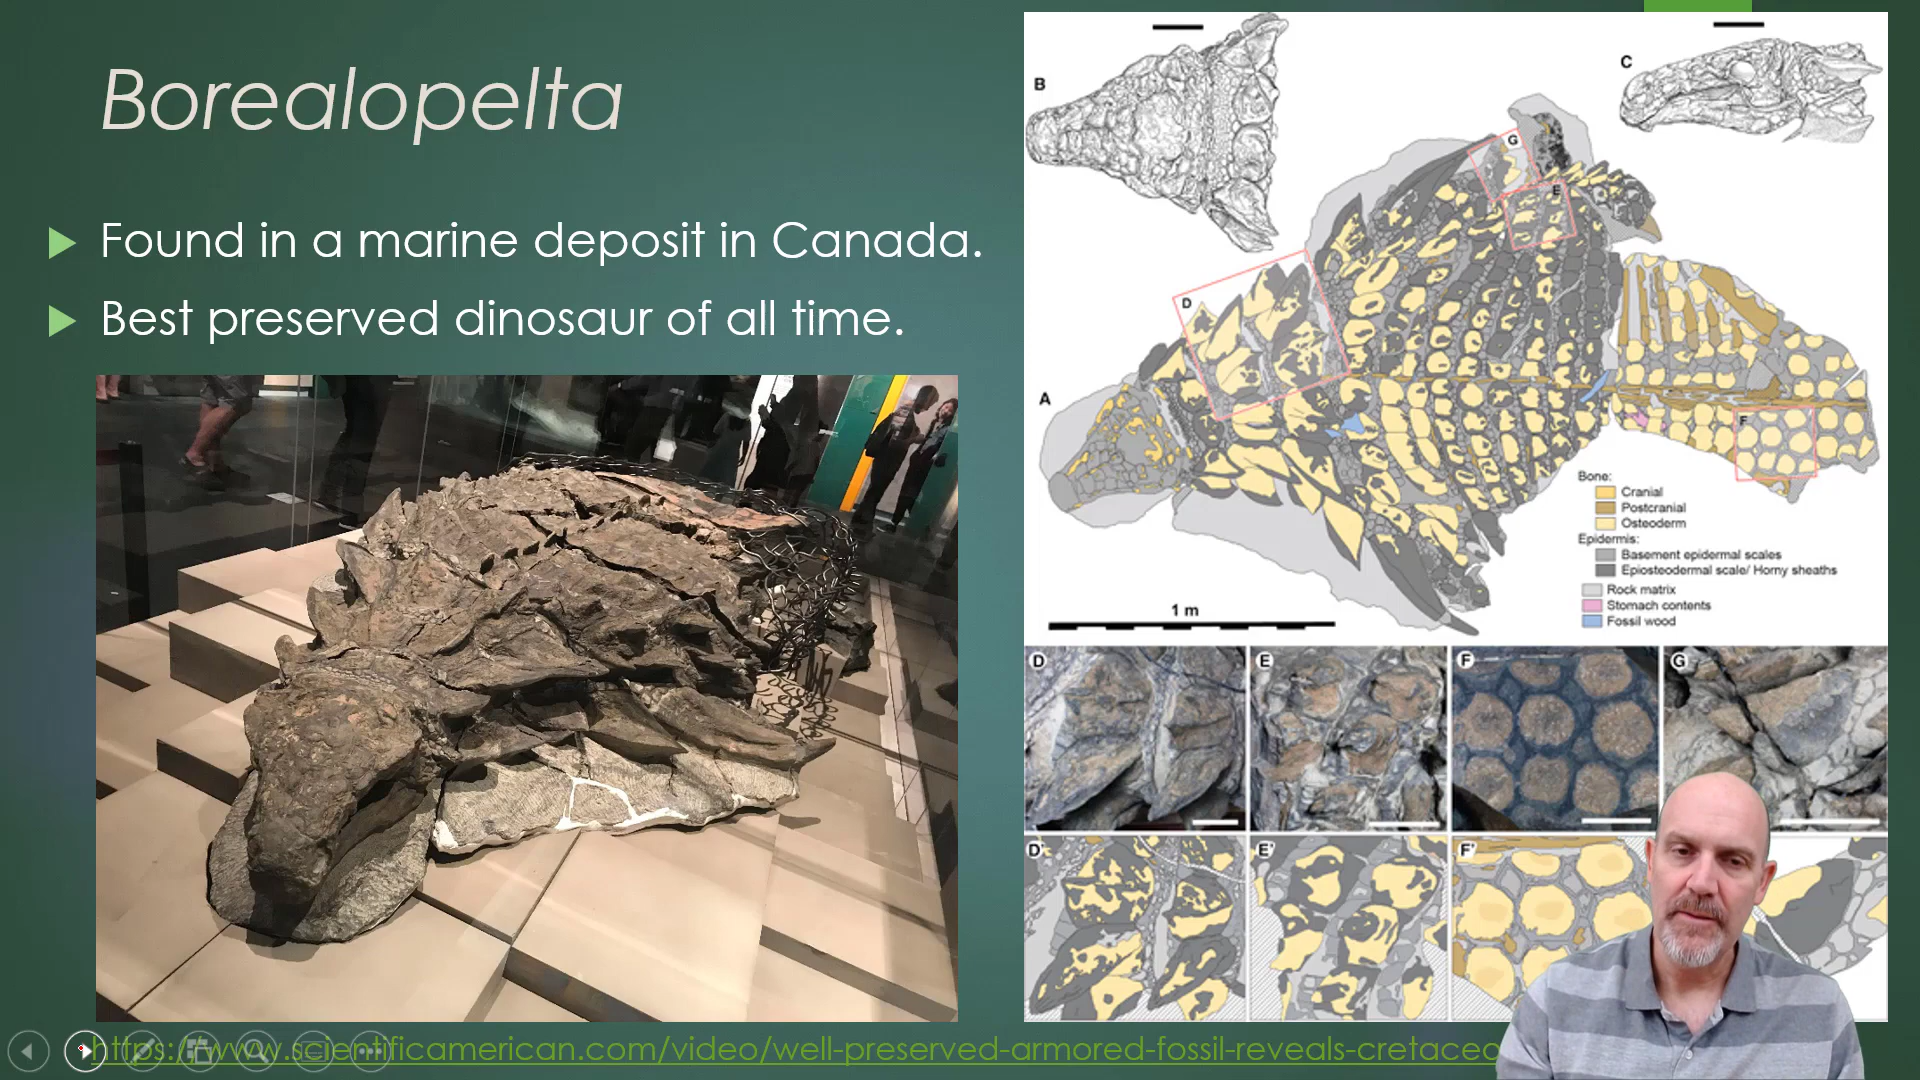 Borealopelta
Found in a marine deposit in Canada.
Best preserved dinosaur of all time.
B
C
G
E
D
A
F
Bone:
Cranial
Postcranial
Osteoderm
Epidermis:
Basement epidermal scales
Epiosteodermal scale/ Horny sheaths
Rock matrix
Stomach contents
Fossil wood
1 m
D
E
F
G
D'
E'
F'
https://www.scientificamerican.com/video/well-preserved-armored-fossil-reveals-cretaceo